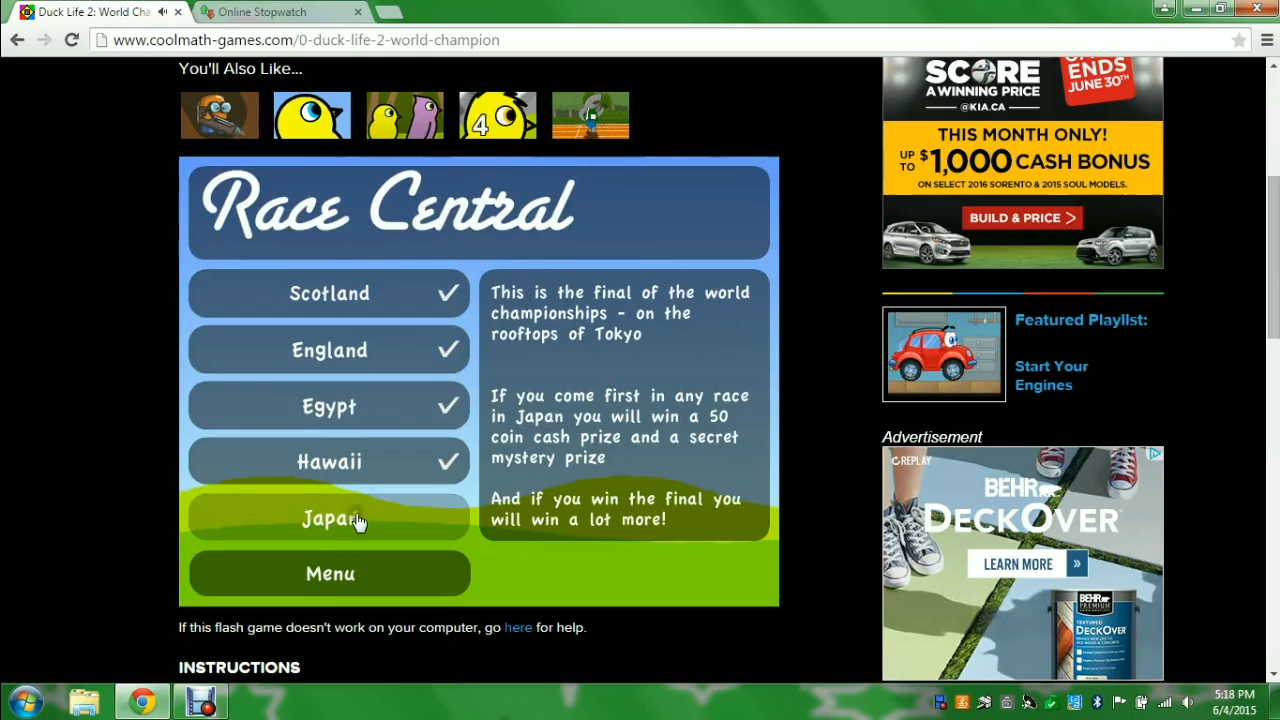 Duck Life 2: World Cha
Online Stopwatch
www.coolmath-games.com/0-duck-life-2-world-champion
You'll Also Like...
4
Race Central
Scotland
England
Egypt
Hawaii
Japan
Menu
This is the final of the world
championships - on the
rooftops of Tokyo
If you come first in any race
in Japan you will win a 50
coin cash prize and a secret
mystery prize
And if you win the final you
will win a lot more!
If this flash game doesn't work on your computer, go here for help.
INSTRUCTIONS
SCORE
A WINNING PRICE
@KIA.CA
ENDS
JUNE 30TH
THIS MONTH ONLY!
UP TO $1,000 CASH BONUS
ON SELECT 2016 SORENTO & 2015 SOUL MODELS.
BUILD & PRICE >
Featured Playlist:
Start Your
Engines
Advertisement
REPLAY
BEHR
DECKOVER
LEARN MORE »
BEHR
PREMIUM
TEXTURED
DECKOVER
5:18 PM
6/4/2015